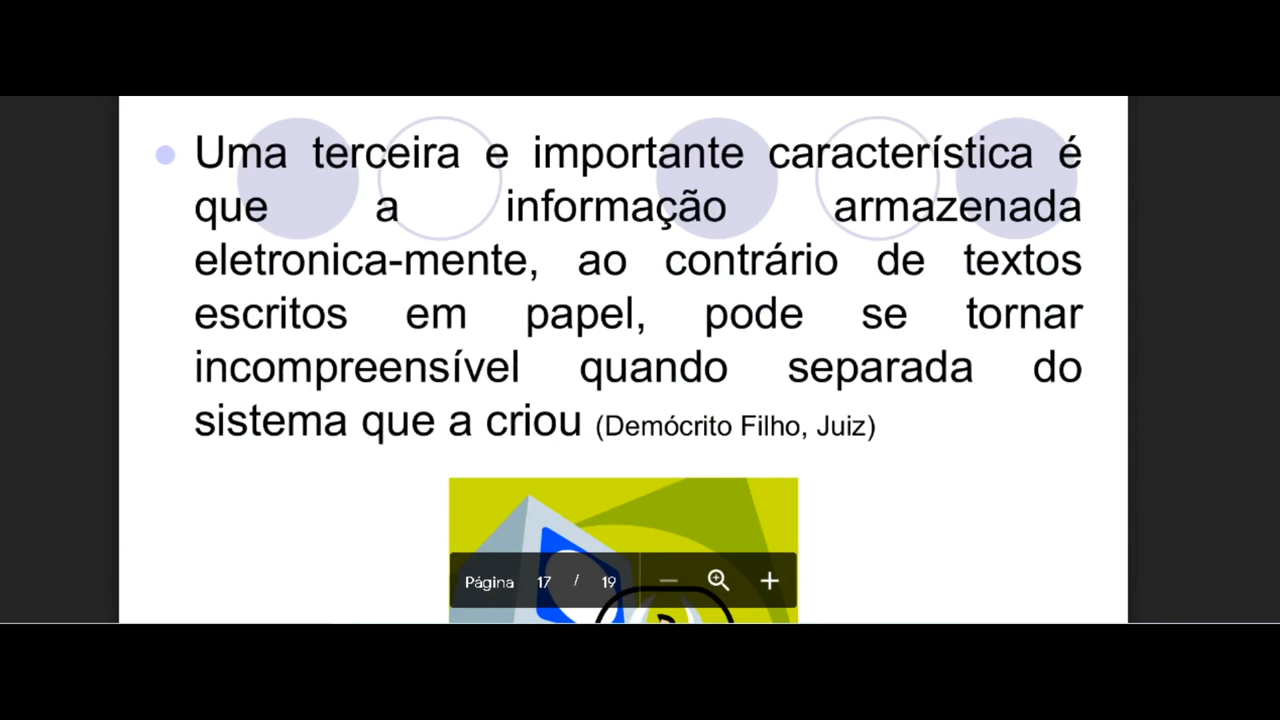 Uma terceira e importante característica é
que a informação armazenada
eletronica-mente, ao contrário de textos
escritos em papel, pode se tornar
incompreensível quando separada do
sistema que a criou (Demócrito Filho, Juiz)
Página 17 / 19